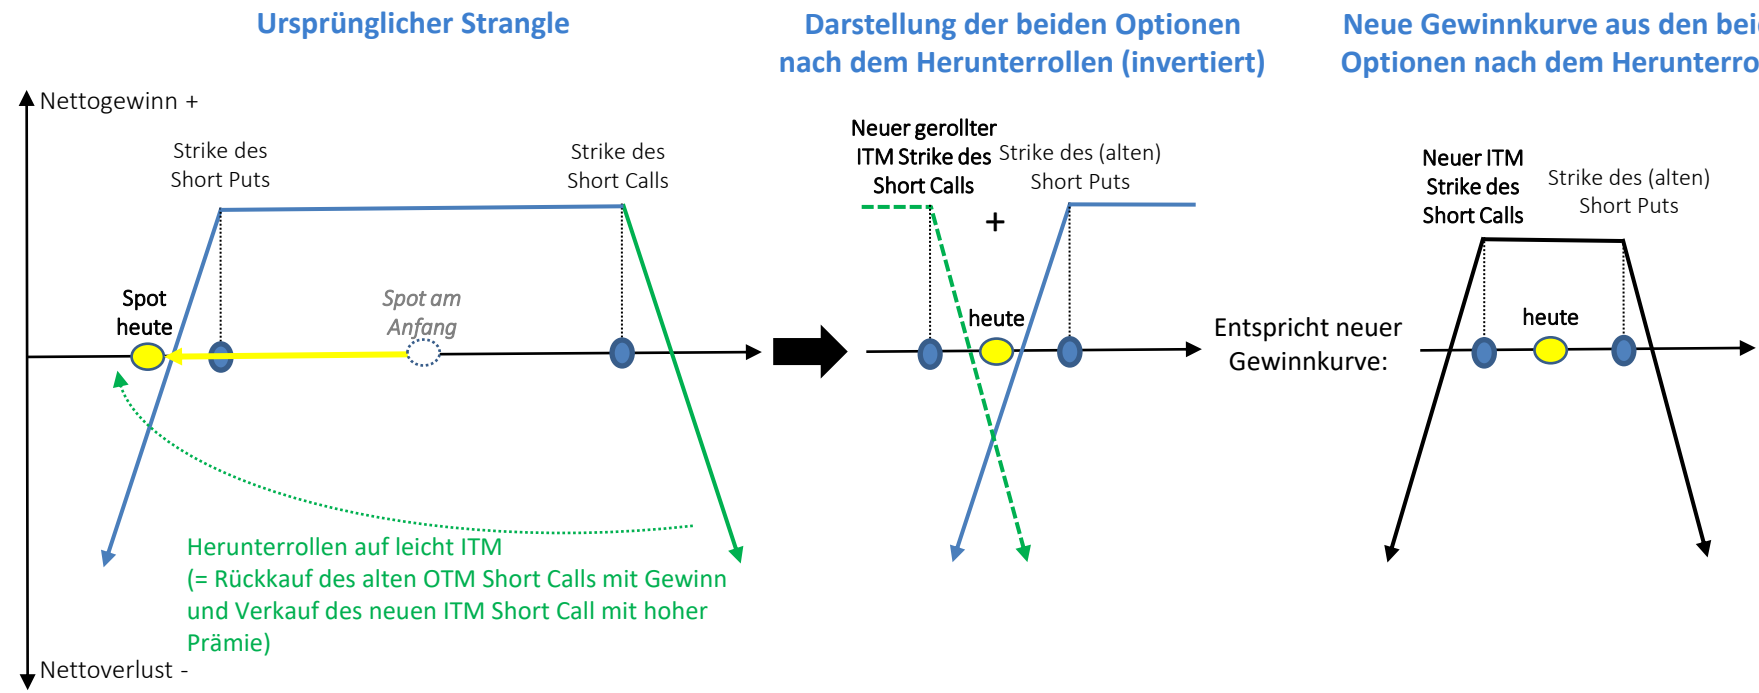 Ursprünglicher Strangle
Darstellung der beiden Optionen
nach dem Herunterrollen (invertiert)
Neue Gewinnkurve aus den bei
Optionen nach dem Herunterro
Nettogewinn +
Strike des
Short Puts
Strike des
Short Calls
Spot
heute
Spot am
Anfang
Herunterrollen auf leicht ITM
(= Rückkauf des alten OTM Short Calls mit Gewinn
und Verkauf des neuen ITM Short Call mit hoher
Prämie)
Nettoverlust -
Neuer gerollter
ITM Strike des
Short Calls
Strike des (alten)
Short Puts
+
heute
Entspricht neuer
Gewinnkurve:
Neuer ITM
Strike des
Short Calls
Strike des (alten)
Short Puts
heute